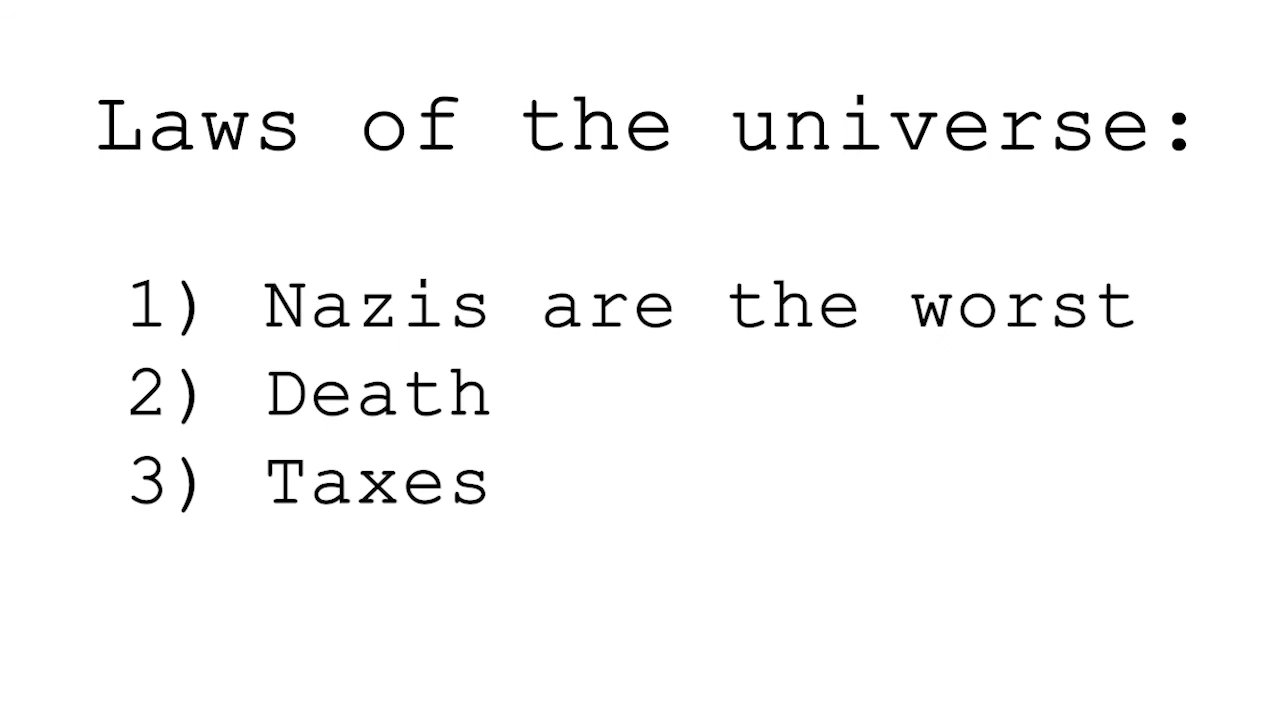 Laws of the universe:
1) Nazis are the worst
2) Death
3) Taxes